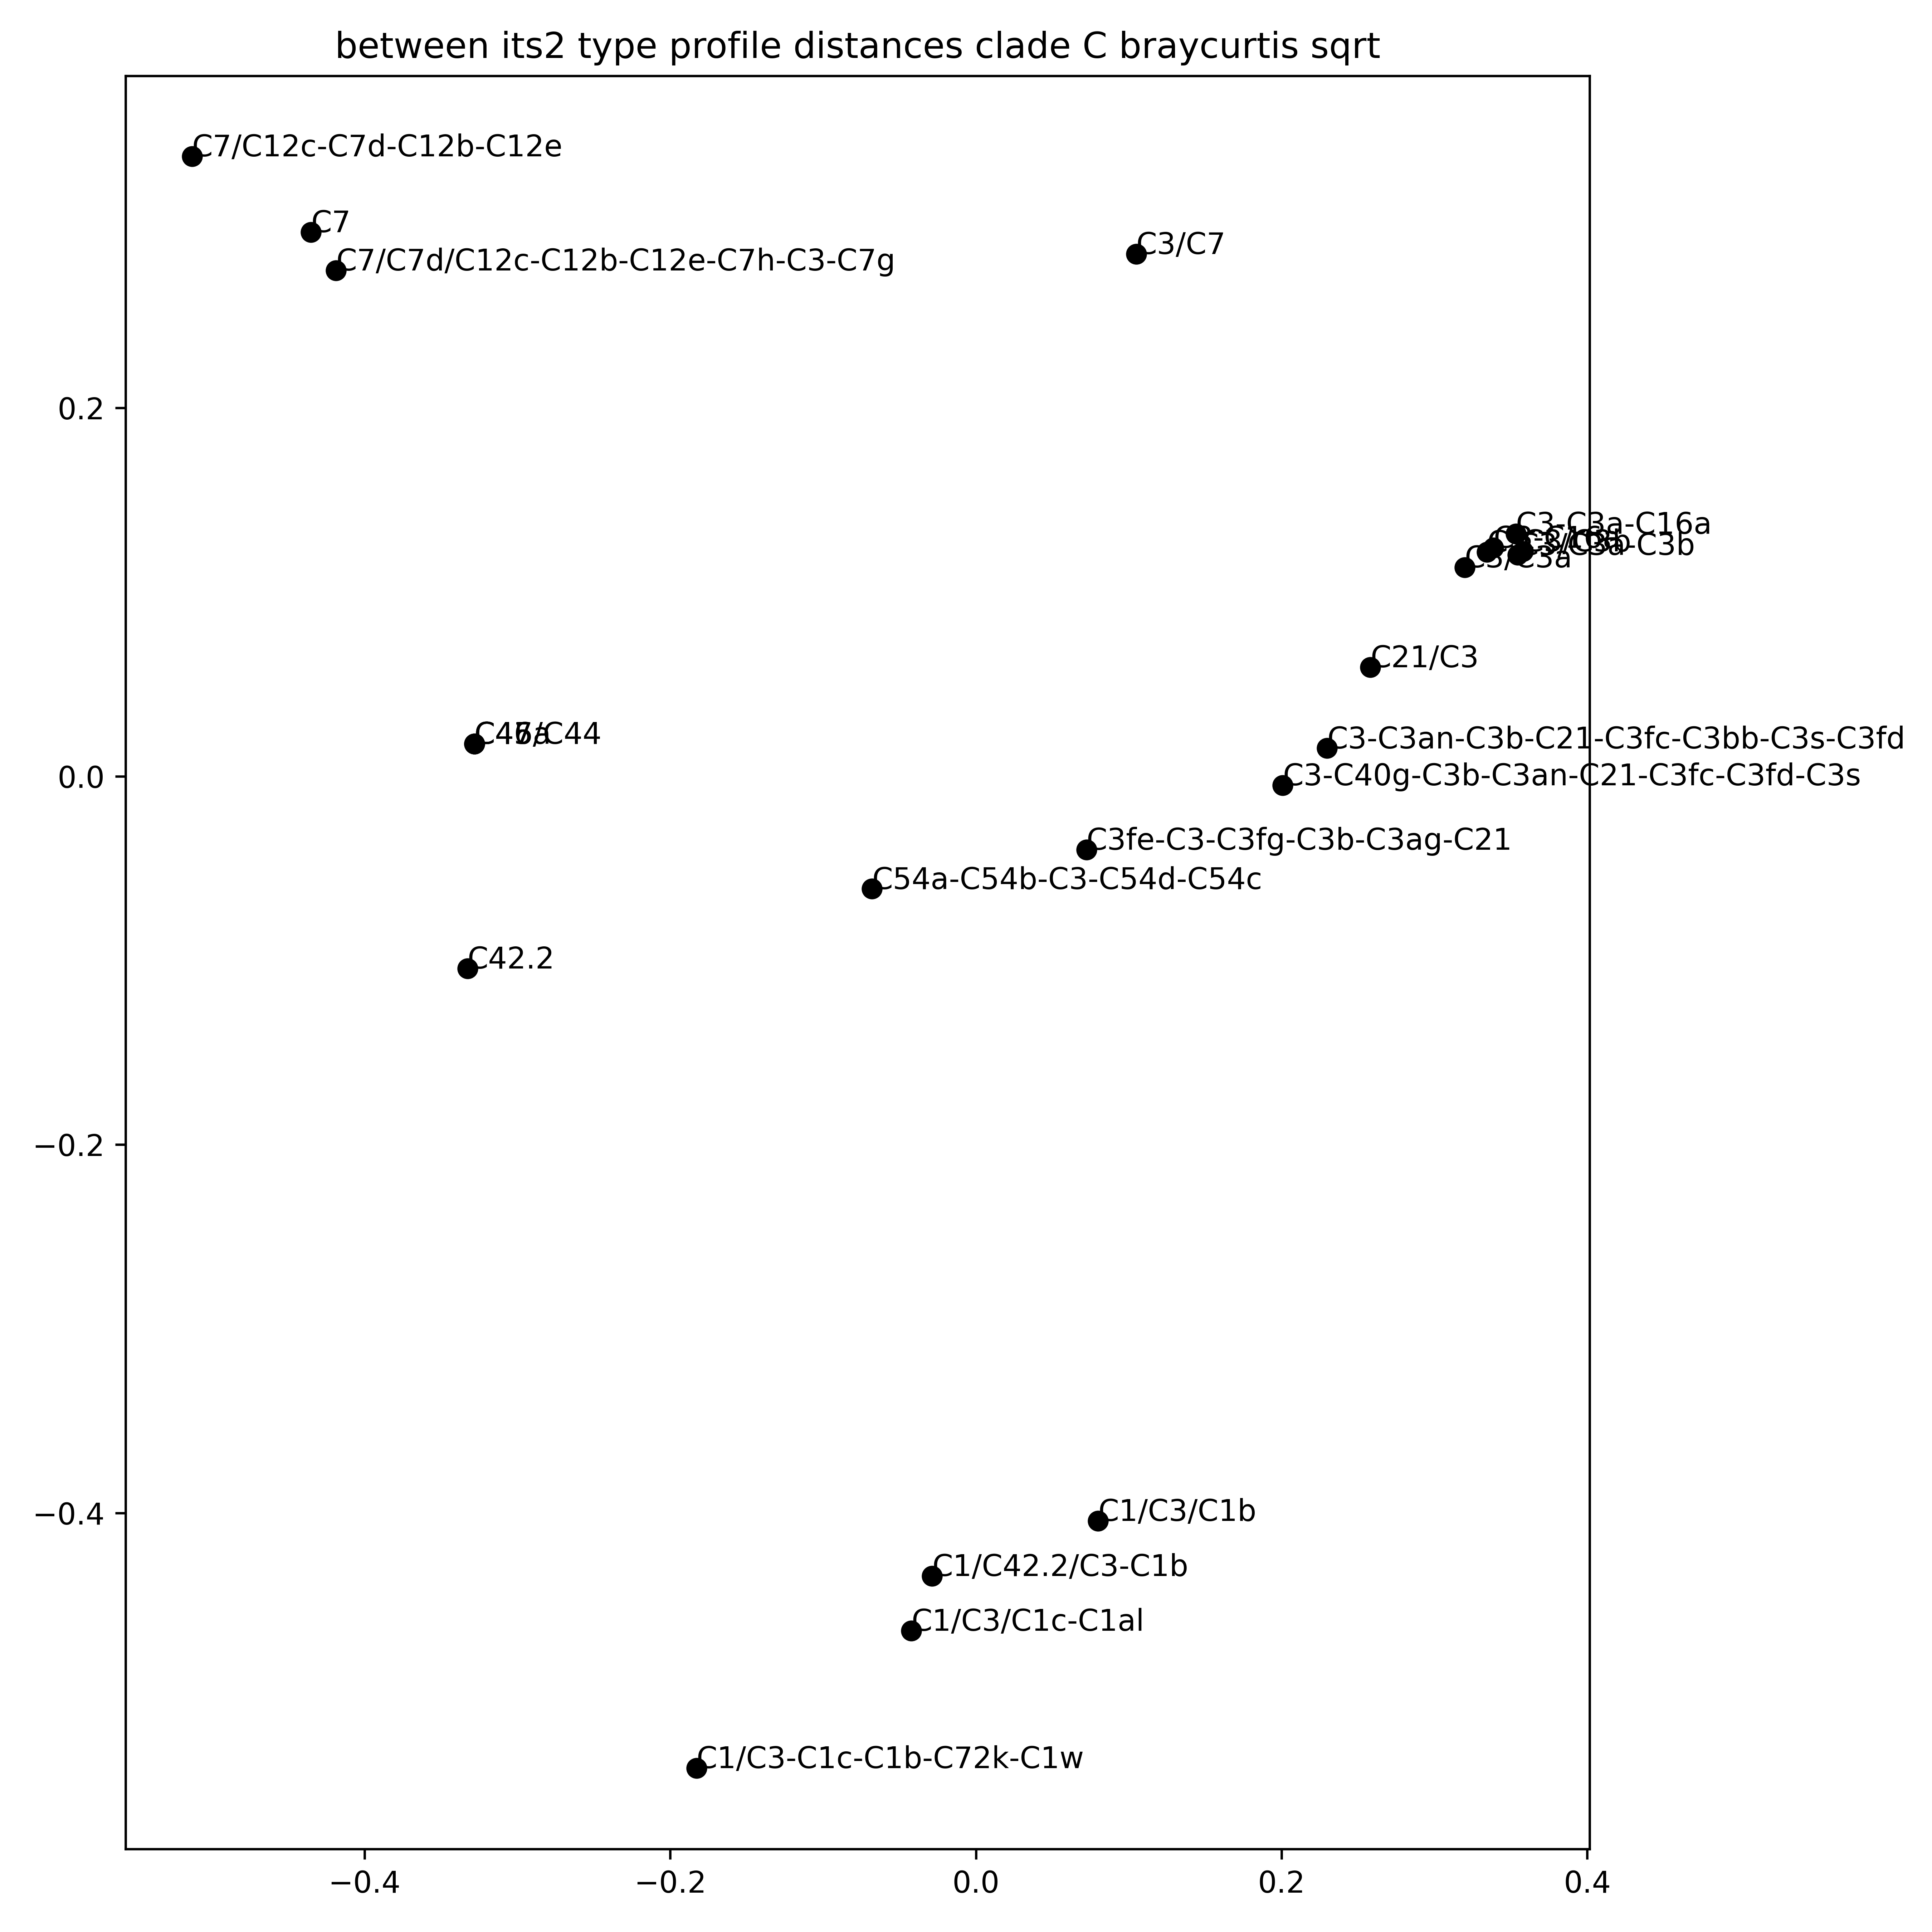 between its2 type profile distances clade C braycurtis sqrt
C7/C12c-C7d-C12b-C12e
C7
C3/C7
C7/C7d/C12c-C12b-C12e-C7h-C3-C7g
0.2
C3-C3a-C16a
C3/C3a
C21/C3
C3-C3an-C3b-C21-C3fc-C3bb-C3s-C3fd
0.0
C3-C40g-C3b-C3an-C21-C3fc-C3fd-C3s
C3fe-C3-C3fg-C3b-C3ag-C21
C54a-C54b-C3-C54d-C54c
C42.2
−0.2
−0.4
C1/C3/C1b
C1/C42.2/C3-C1b
C1/C3/C1c-C1al
C1/C3-C1c-C1b-C72k-C1w
−0.4 −0.2 0.0 0.2 0.4